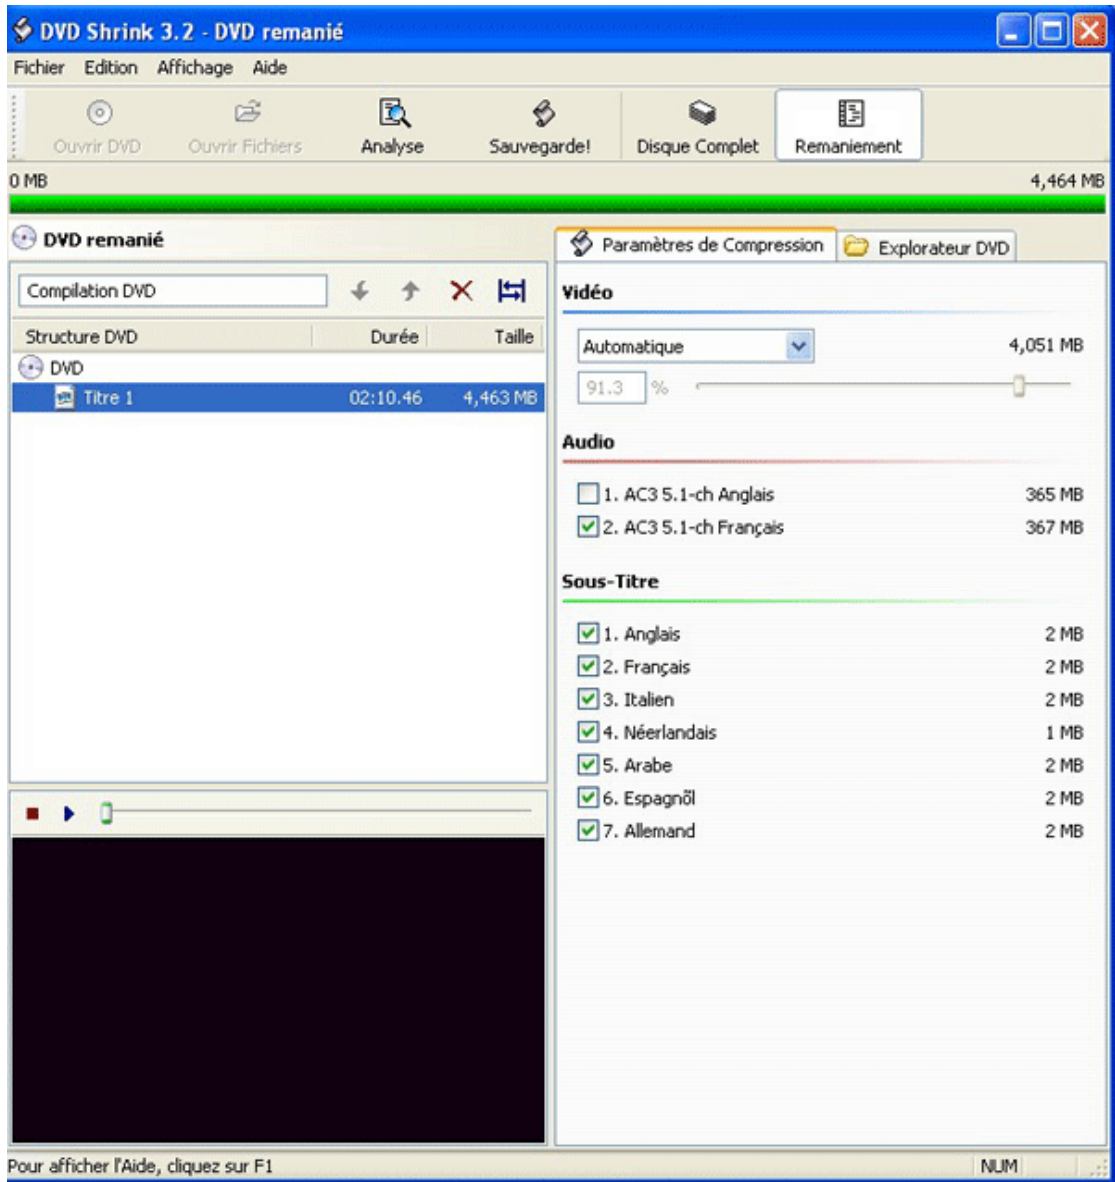 DVD Shrink 3.2 - DVD remanié
Fichier Edition Affichage Aide
Ouvrir DVD Ouvrir Fichiers Analyse Sauvegarde! Disque Complet Remaniement
0 MB 4,464 MB
DVD remanié
Compilation DVD
Structure DVD Durée Taille
DVD
Titre 1 02:10.46 4,463 MB
Paramètres de Compression Explorateur DVD
Vidéo
Automatique 4,051 MB
91.3 %
Audio
1. AC3 5.1-ch Anglais 365 MB
2. AC3 5.1-ch Français 367 MB
Sous-Titre
1. Anglais 2 MB
2. Français 2 MB
3. Italien 2 MB
4. Néerlandais 1 MB
5. Arabe 2 MB
6. Espagnõl 2 MB
7. Allemand 2 MB
Pour afficher l'Aide, cliquez sur F1 NUM